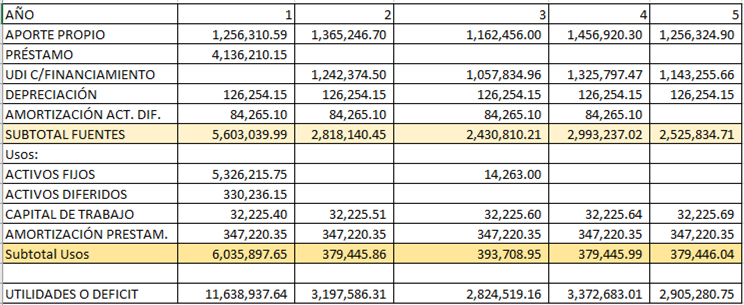 AÑO 1 2 3 4 5
APORTE PROPIO 1,256,310.59 1,365,246.70 1,162,456.00 1,456,920.30 1,256,324.90
PRÉSTAMO 4,136,210.15
UDI C/FINANCIAMIENTO 1,242,374.50 1,057,834.96 1,325,797.47 1,143,255.66
DEPRECIACIÓN 126,254.15 126,254.15 126,254.15 126,254.15 126,254.15
AMORTIZACIÓN ACT. DIF. 84,265.10 84,265.10 84,265.10 84,265.10
SUBTOTAL FUENTES 5,603,039.99 2,818,140.45 2,430,810.21 2,993,237.02 2,525,834.71
Usos:
ACTIVOS FIJOS 5,326,215.75 14,263.00
ACTIVOS DIFERIDOS 330,236.15
CAPITAL DE TRABAJO 32,225.40 32,225.51 32,225.60 32,225.64 32,225.69
AMORTIZACIÓN PRESTAM. 347,220.35 347,220.35 347,220.35 347,220.35 347,220.35
Subtotal Usos 6,035,897.65 379,445.86 393,708.95 379,445.99 379,446.04
UTILIDADES O DEFICIT 11,638,937.64 3,197,586.31 2,824,519.16 3,372,683.01 2,905,280.75